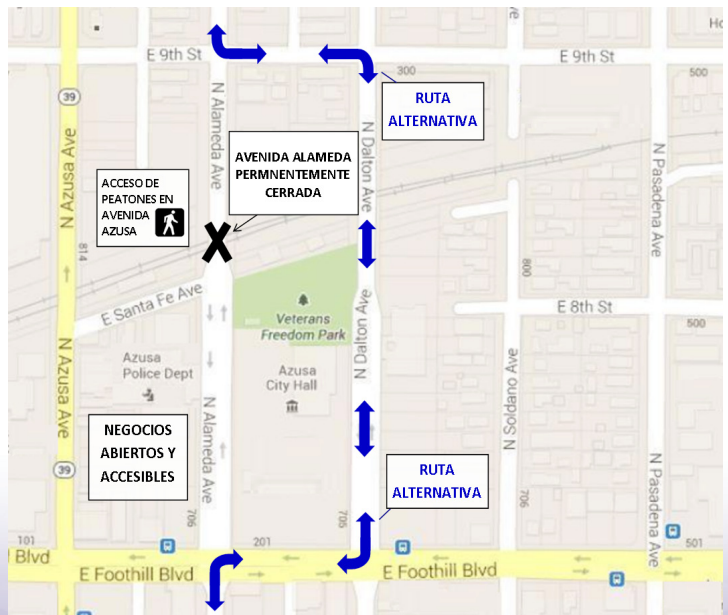 Ave
E 9th St
E 9th St
Ho
300
500
39
RUTA
ALTERNATIVA
N Alameda Ave
N Dalton Ave
N Azusa Ave
N Pasadena Ave
AVENIDA ALAMEDA
PERMNENTEMENTE
CERRADA
ACCESO DE
PEATONES EN
AVENIDA
AZUSA
814
800
E Santa Fe Ave
Veterans
Freedom Park
N Dalton Ave
E 8th St
500
N Azusa Ave
Azusa
Police Dept
Azusa
City Hall
N Soldano Ave
N Alameda Ave
NEGOCIOS
ABIERTOS Y
ACCESIBLES
39
RUTA
ALTERNATIVA
N Pasadena Ave
706
706
706
101
201
501
l Blvd
E Foothill Blvd
E Foothill Blvd